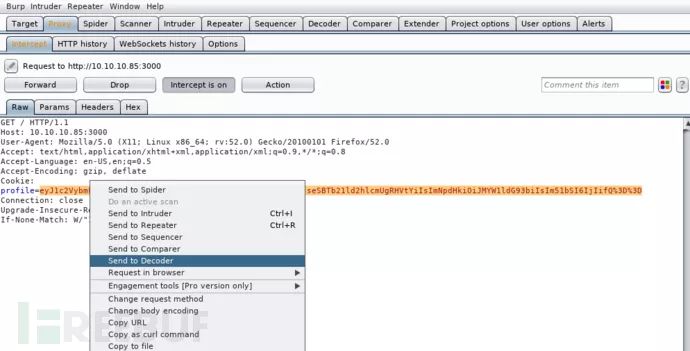 Burp Intruder Repeater Window Help
Target Proxy Spider Scanner Intruder Repeater Sequencer Decoder Comparer Extender Project options User options Alerts
Intercept HTTP history WebSockets history Options
Request to http://10.10.10.85:3000
Forward Drop Intercept is on Action Comment this item ?
Raw Params Headers Hex
GET / HTTP/1.1
Host: 10.10.10.85:3000
User-Agent: Mozilla/5.0 (X11; Linux x86_64; rv:52.0) Gecko/20100101 Firefox/52.0
Accept: text/html,application/xhtml+xml,application/xml;q=0.9,*/*;q=0.8
Accept-Language: en-US,en;q=0.5
Accept-Encoding: gzip, deflate
Cookie:
profile=eyJ1c2Vybm seSBTb21ld2hlcmUgRHVtYiIsImNpdHkiOiJMYW1ldG93biIsIm51bSI6IjIifQ%3D%3D
Connection: close
Upgrade-Insecure-Re
If-None-Match: W/"
Send to Spider
Do an active scan
Send to Intruder Ctrl+I
Send to Repeater Ctrl+R
Send to Sequencer
Send to Comparer
Send to Decoder
Request in browser
Engagement tools [Pro version only]
Change request method
Change body encoding
Copy URL
Copy as curl command
Copy to file
FREEBUF